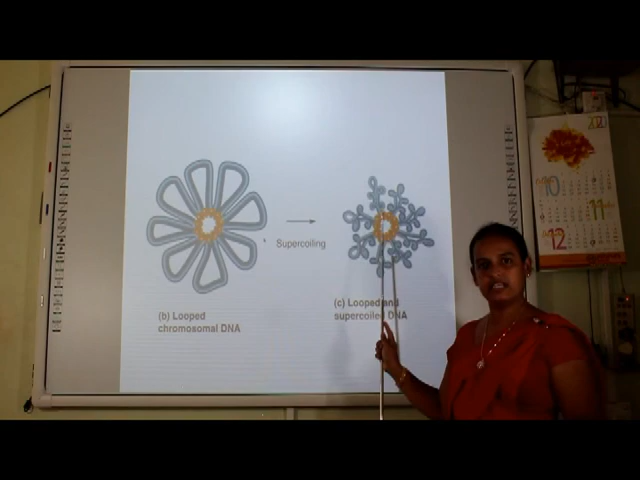 Supercoiling
(b) Looped
chromosomal DNA
(c) Looped and
supercoiled DNA
10
11
12